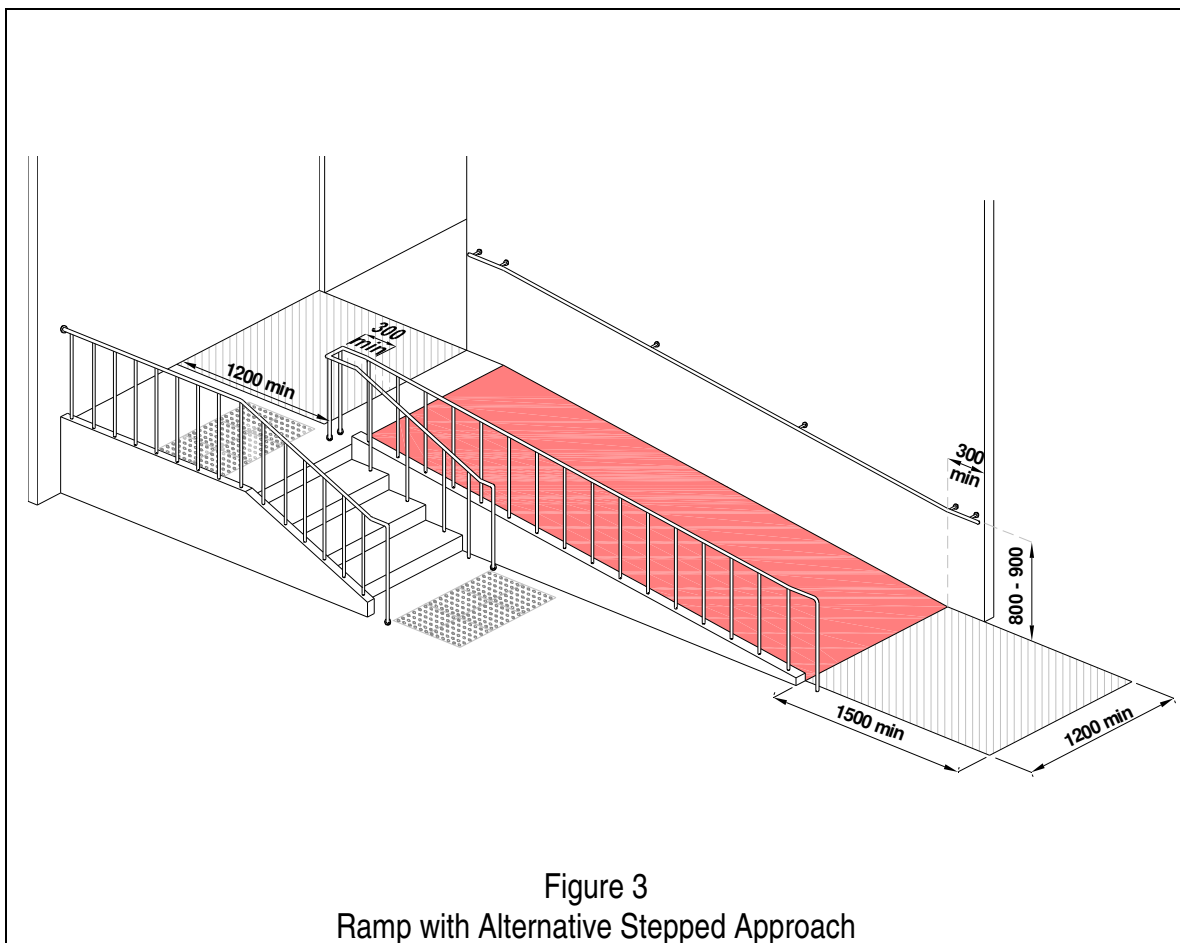 300
min
1200 min
300
min
800 - 900
1500 min
1200 min
Figure 3
Ramp with Alternative Stepped Approach